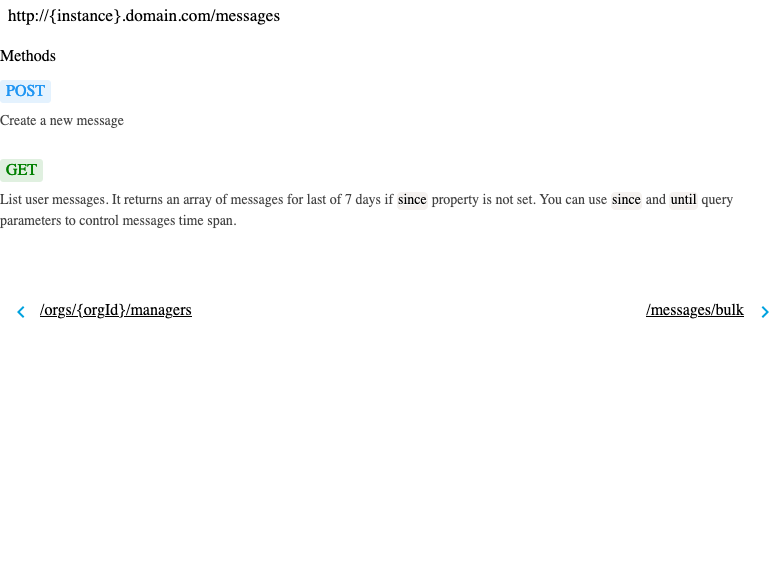 http://{instance}.domain.com/messages
Methods
POST
Create a new message
GET
List user messages. It returns an array of messages for last of 7 days if since property is not set. You can use since and until query
parameters to control messages time span.
/orgs/{orgId}/managers
/messages/bulk